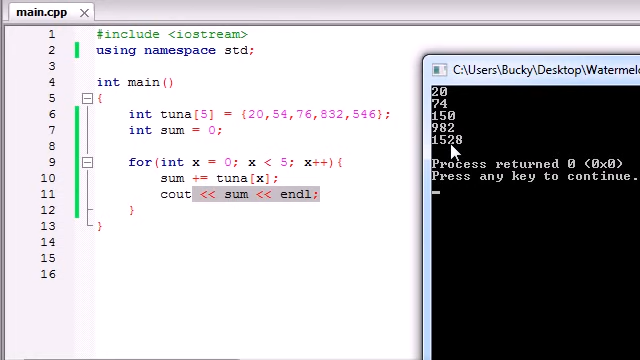 main.cpp
1 #include <iostream>
2 using namespace std;
3
4 int main()
5 {
6 int tuna[5] = {20,54,76,832,546};
7 int sum = 0;
8
9 for(int x = 0; x < 5; x++){
10 sum += tuna[x];
11 cout << sum << endl;
12 }
13 }
14
15
16
C:\Users\Bucky\Desktop\Watermelo
20
74
150
982
1528
Process returned 0 (0x0)
Press any key to continue.